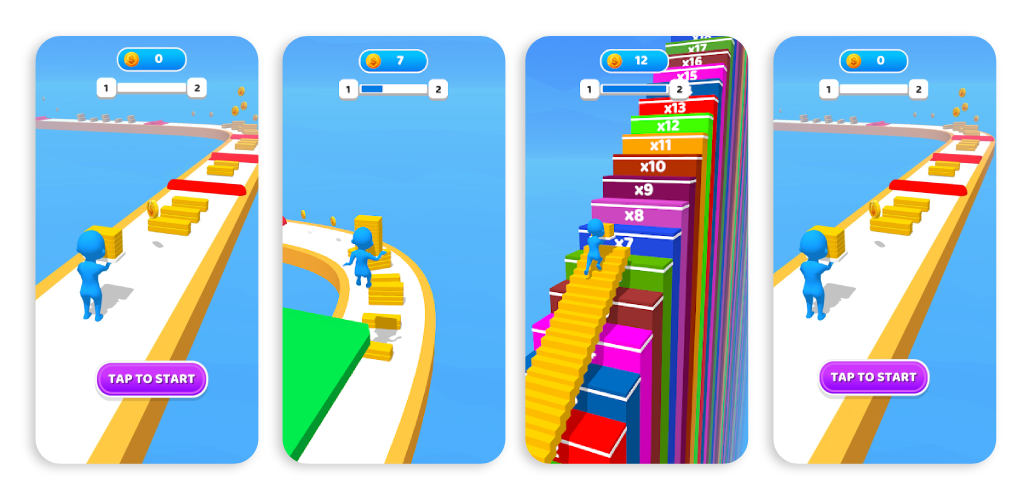 0
1 2
TAP TO START
7
1 2
x17
x16
12
x15
1 2
x13
x12
x11
x10
x9
x8
x7
0
1 2
TAP TO START